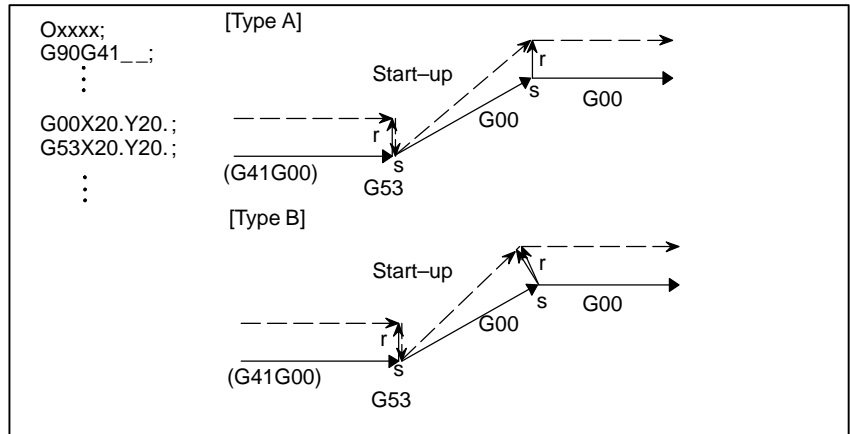 Oxxxx;
G90G41_ _;
G00X20.Y20.;
G53X20.Y20.;
[Type A]
Start–up
r
s
G00
G00
r
s
(G41G00)
G53
[Type B]
Start–up
r
s
G00
G00
r
s
(G41G00)
G53